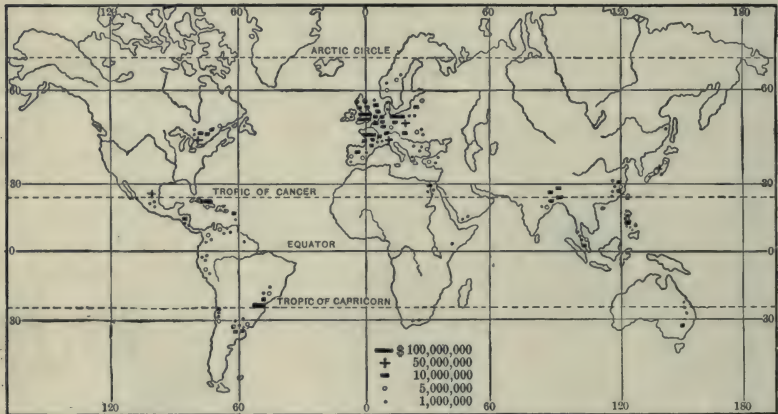 120 60 0 60 120 180
ARCTIC CIRCLE
60 60
30 30
TROPIC OF CANCER
0 EQUATOR 0
TROPIC OF CAPRICORN
30 30
$ 100,000,000
50,000,000
10,000,000
5,000,000
1,000,000
120 60 0 60 120 180